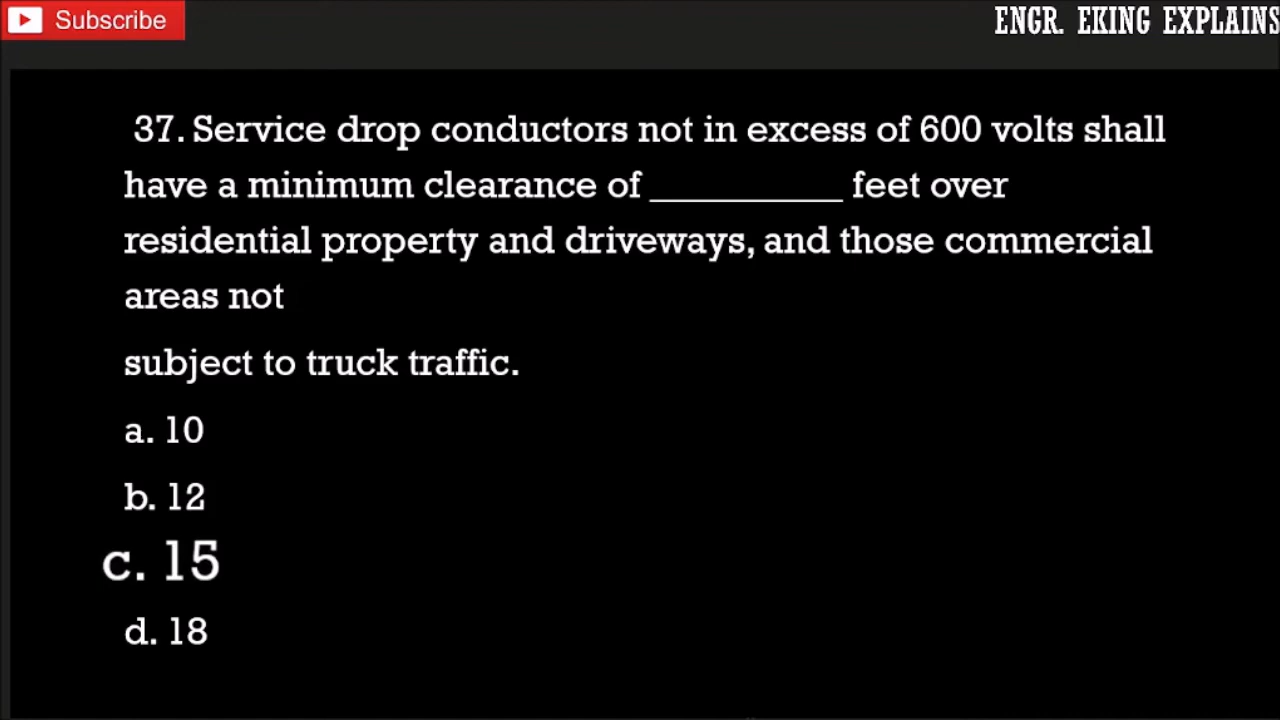 Subscribe
ENGR. EKING EXPLAINS
37. Service drop conductors not in excess of 600 volts shall
have a minimum clearance of __________ feet over
residential property and driveways, and those commercial
areas not
subject to truck traffic.
a. 10
b. 12
c. 15
d. 18